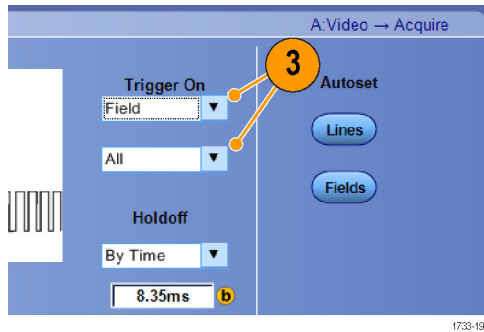 A:Video → Acquire
3
Trigger On
Field
All
Holdoff
By Time
8.35ms b
Autoset
Lines
Fields
1733-19